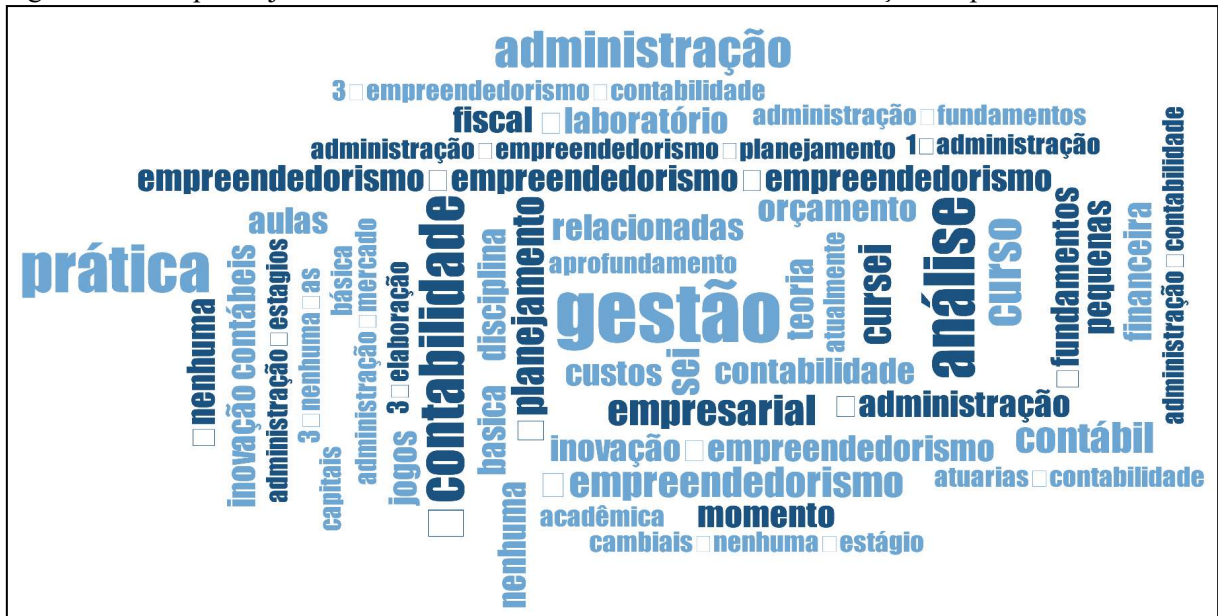 administração
3□empreendedorismo□contabilidade
fiscal □laboratório administração□fundamentos
administração□empreendedorismo□planejamento 1□administração
empreendedorismo□empreendedorismo□empreendedorismo
prática
□nenhuma
aulas
inovação contábeis
administração□estagios
3□nenhuma□as
capitais
básica
administração□mercado
3□elaboração
jogos
□contabilidade
disciplina
basica
nenhuma
□planejamento
relacionadas
aprofundamento
gestão
orçamento
teoria
atualmente
cursei
análise
curso
□fundamentos
pequenas
financeira
administração□contabilidade
custos
sei
contabilidade
empresarial □administração
inovação□empreendedorismo
contábil
□empreendedorismo
atuarias□contabilidade
acadêmica
momento
cambiais□nenhuma□estágio